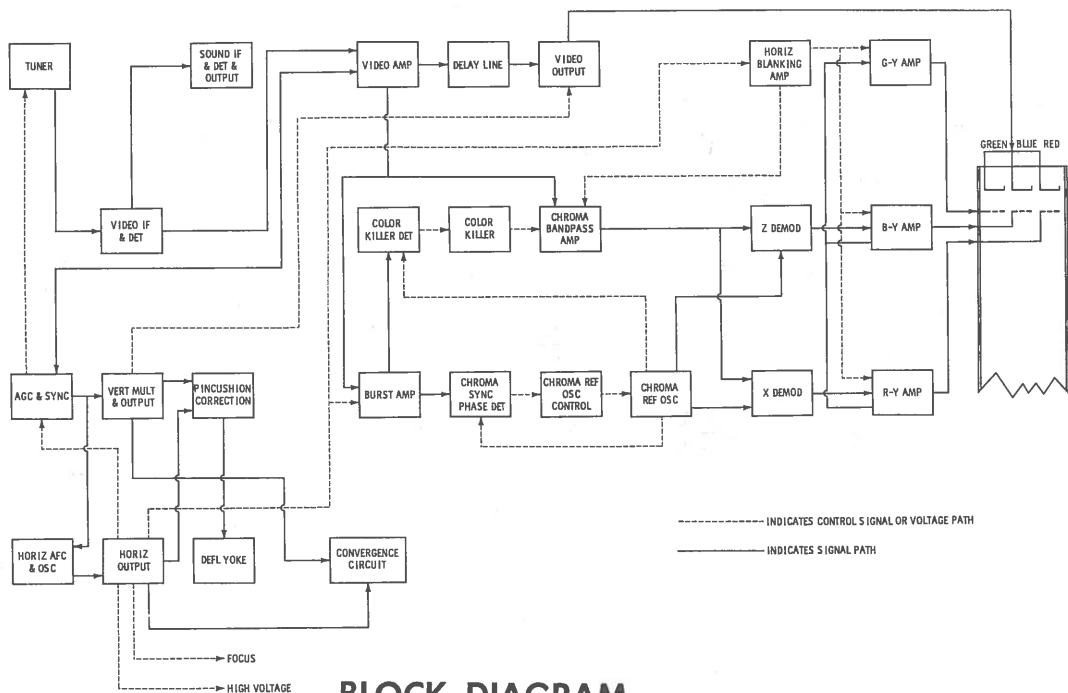 TUNER
SOUND IF
& DET &
OUTPUT
VIDEO AMP
DELAY LINE
VIDEO
OUTPUT
HORIZ
BLANKING
AMP
G-Y AMP
GREEN BLUE RED
VIDEO IF
& DET
COLOR
KILLER DET
COLOR
KILLER
CHROMA
BANDPASS
AMP
Z DEMOD
B-Y AMP
AGC & SYNC
VERT MULT
& OUTPUT
PINCUSHION
CORRECTION
BURST AMP
CHROMA
SYNC
PHASE DET
CHROMA REF
OSC
CONTROL
CHROMA
REF OSC
X DEMOD
R-Y AMP
INDICATES CONTROL SIGNAL OR VOLTAGE PATH
INDICATES SIGNAL PATH
HORIZ AFC
& OSC
HORIZ
OUTPUT
DEFL YOKE
CONVERGENCE
CIRCUIT
FOCUS
HIGH VOLTAGE
BLOCK DIAGRAM